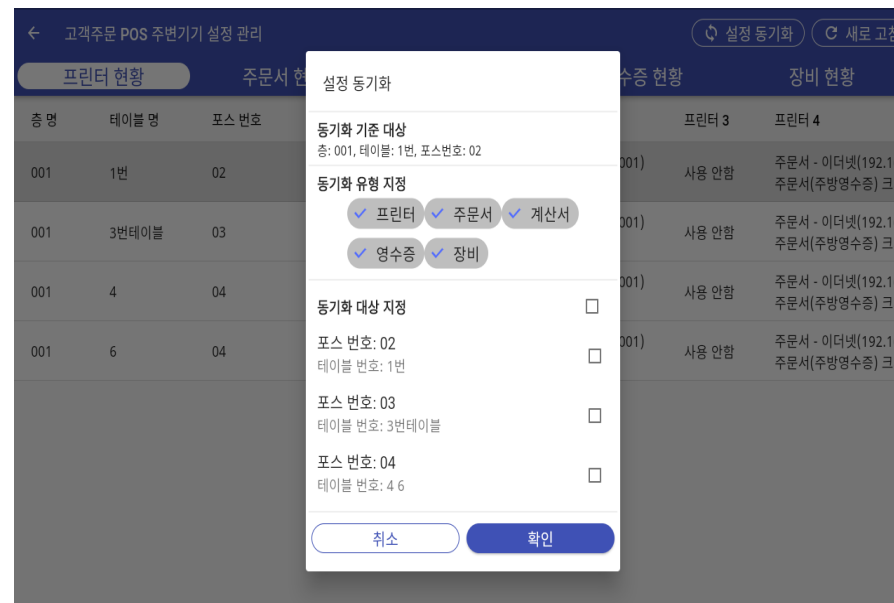 고객주문 POS 주변기기 설정 관리
설정 동기화
새로 고
프린터 현황
주문서 현
수증 현황
장비 현황
층 명
테이블 명
포스 번호
프린터 3
프린터 4
001
1번
02
001)
사용 안함
주문서 - 이더넷(192.1
주문서(주방영수증) 크
001
3번테이블
03
001)
사용 안함
주문서 - 이더넷(192.1
주문서(주방영수증) 크
001
4
04
001)
사용 안함
주문서 - 이더넷(192.1
주문서(주방영수증) 크
001
6
04
001)
사용 안함
주문서 - 이더넷(192.1
주문서(주방영수증) 크
설정 동기화
동기화 기준 대상
층: 001, 테이블: 1번, 포스번호: 02
동기화 유형 지정
프린터
주문서
계산서
영수증
장비
동기화 대상 지정
포스 번호: 02
테이블 번호: 1번
포스 번호: 03
테이블 번호: 3번테이블
포스 번호: 04
테이블 번호: 4 6
취소
확인